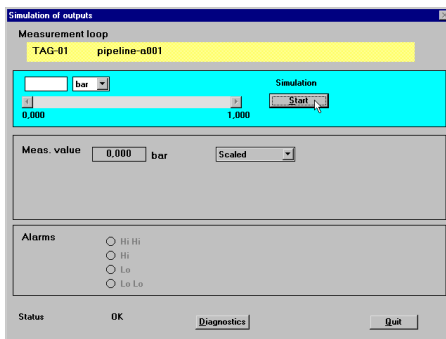 Simulation of outputs
Measurement loop
TAG-01 pipeline-a001
bar Simulation
Start
0,000 1,000
Meas. value 0,000 bar Scaled
Alarms
Hi Hi
Hi
Lo
Lo Lo
Status OK Diagnostics Quit